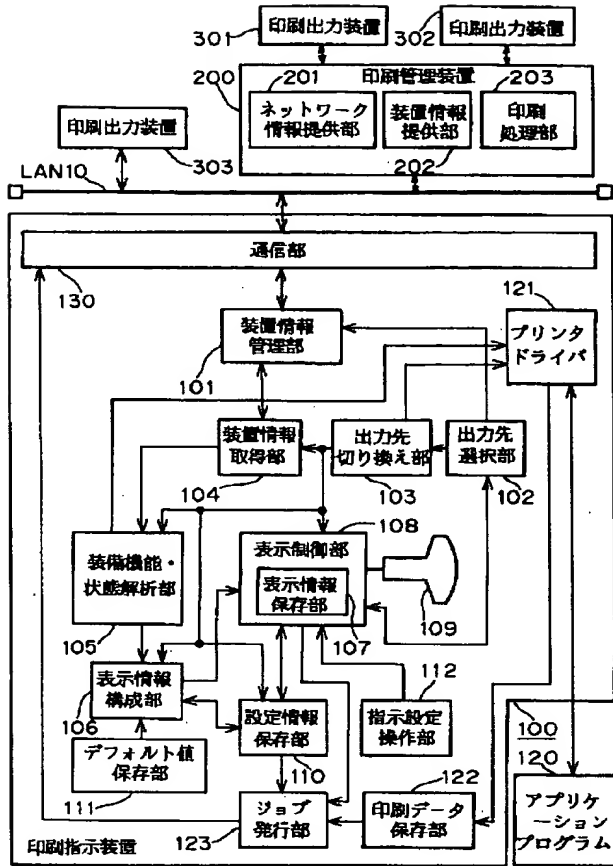 301
印刷出力装置
302
印刷出力装置
200
印刷管理装置
201
ネットワーク
情報提供部
装置情報
提供部
202
203
印刷
処理部
印刷出力装置
303
LAN10
通信部
130
装置情報
管理部
101
121
プリンタ
ドライバ
装置情報
取得部
104
出力先
切り換え部
103
出力先
選択部
102
装備機能・
状態解析部
105
108
表示制御部
表示情報
保存部
107
109
表示情報
構成部
106
設定情報
保存部
110
112
指示設定
操作部
デフォルト値
保存部
111
ジョブ
発行部
123
122
印刷データ
保存部
100
120
アプリケ
ーション
プログラム
印刷指示装置